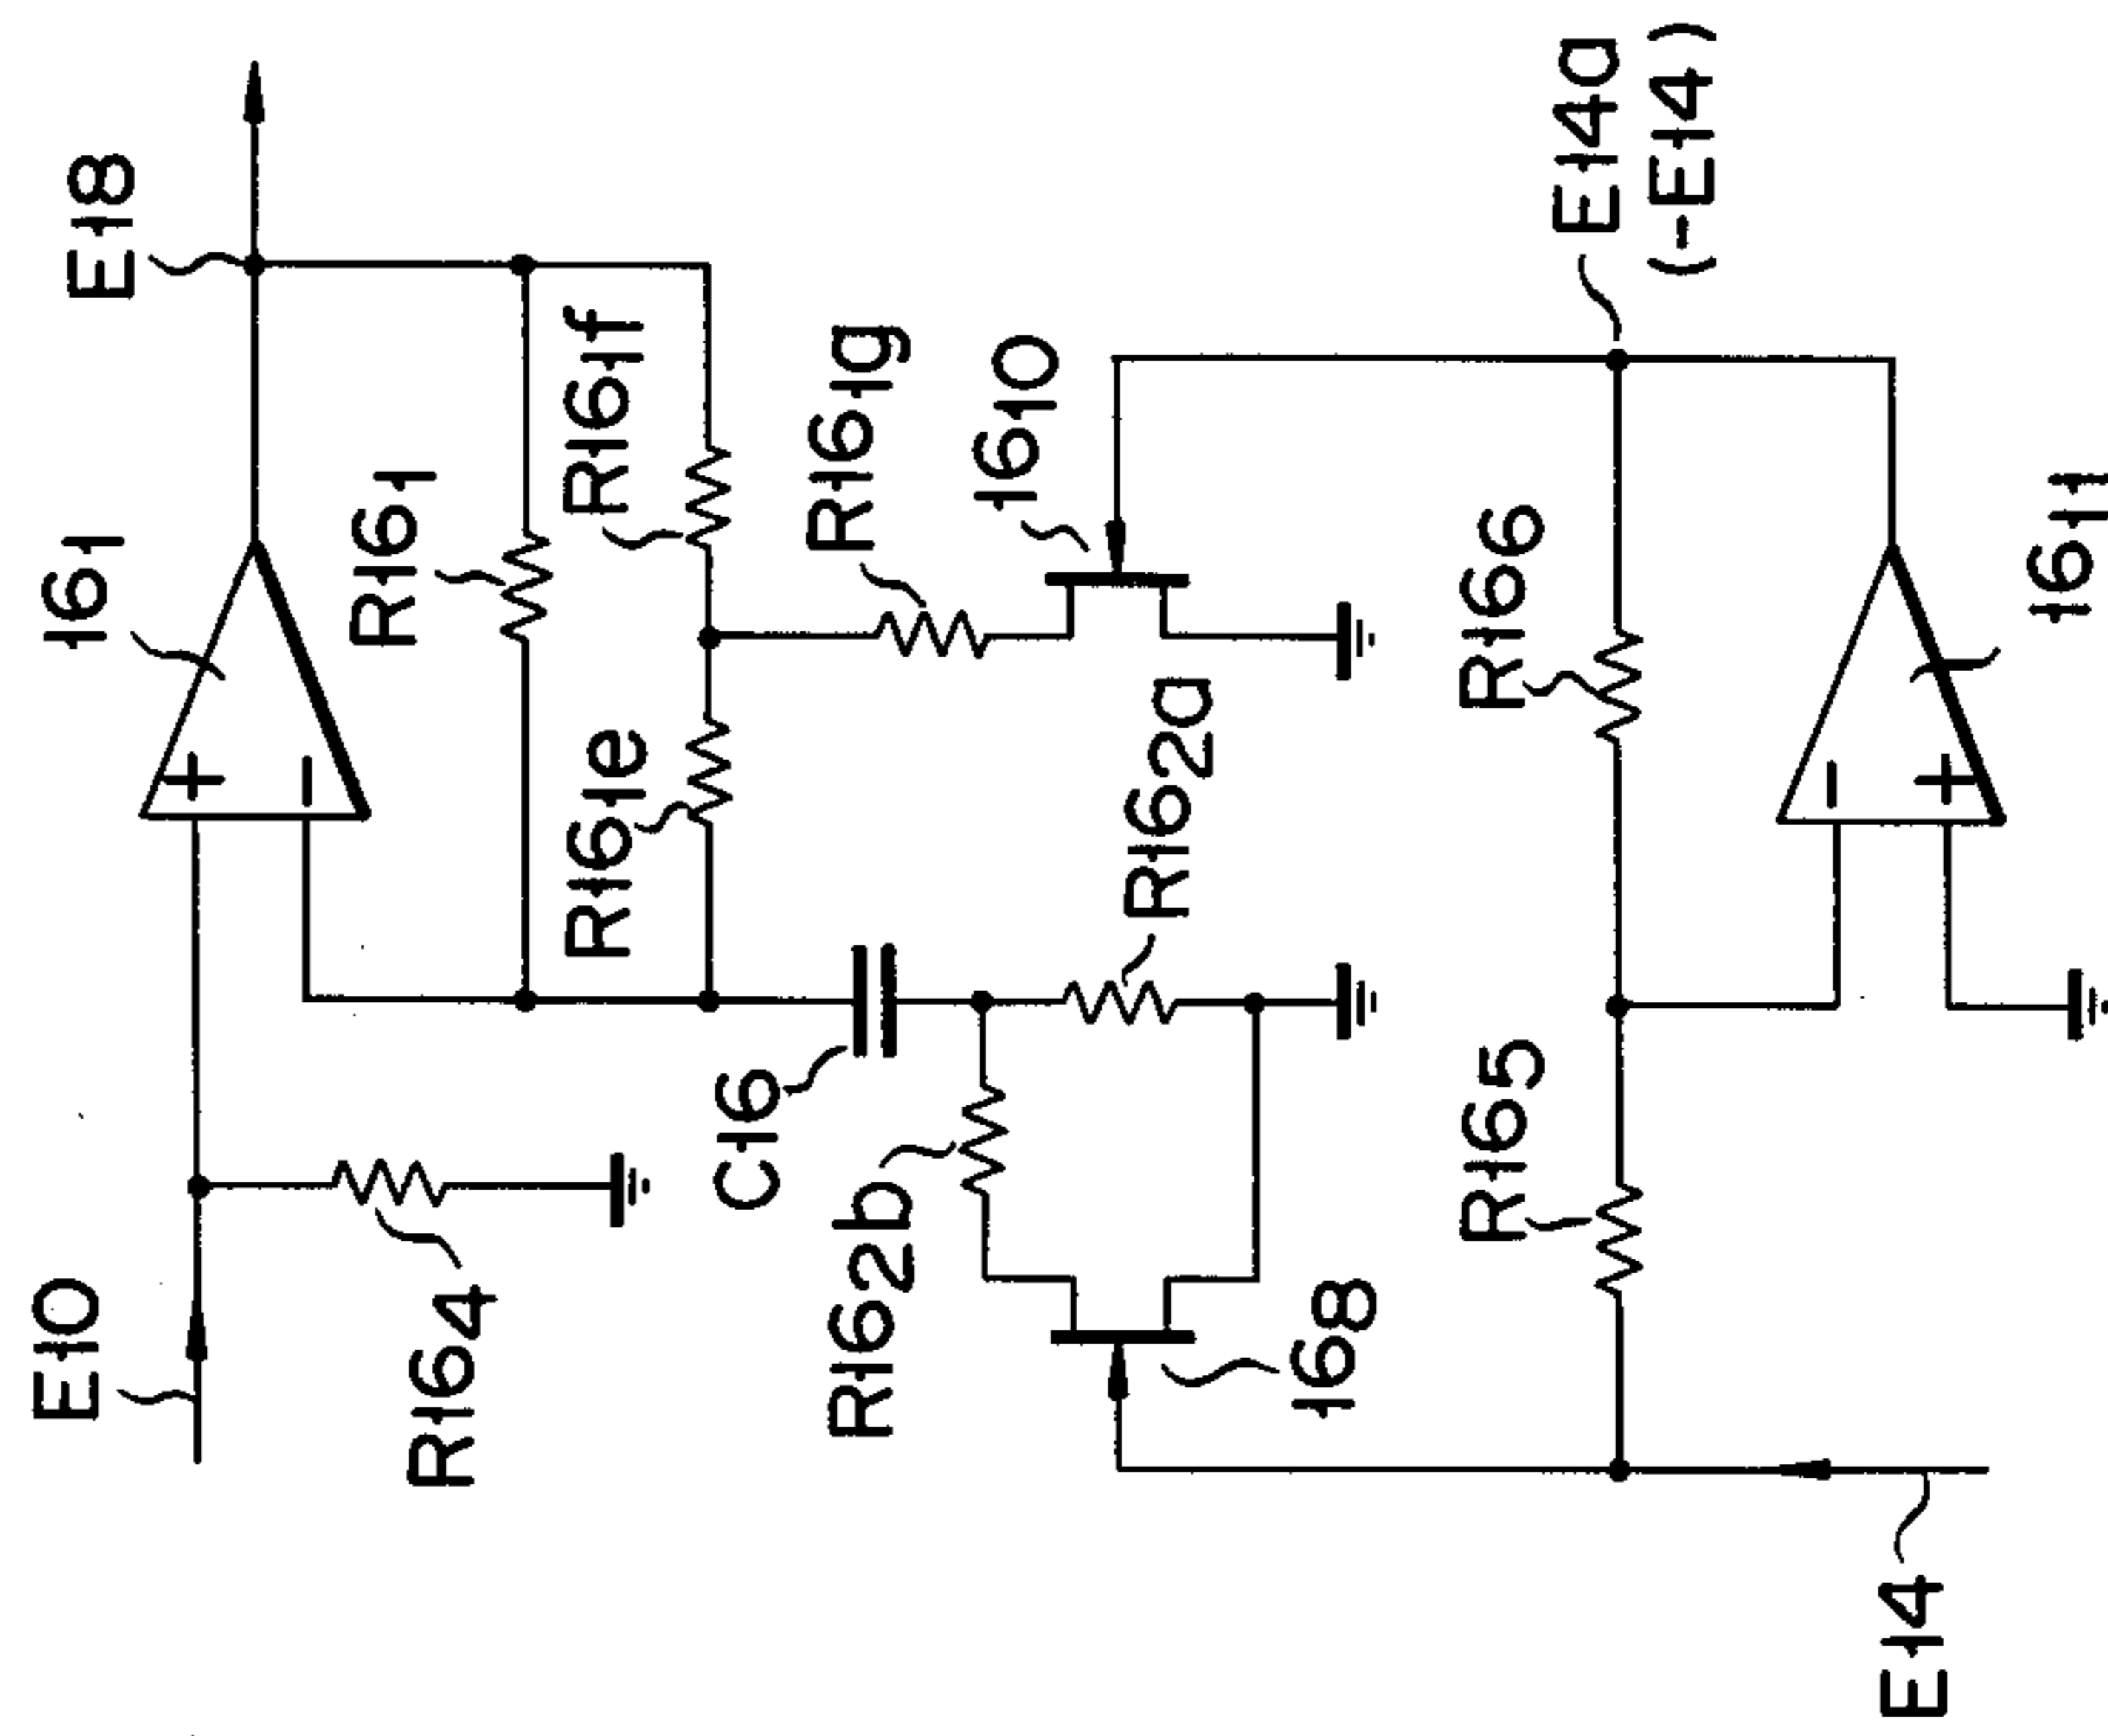 E10
161
E18
R164
R161
R161e
R161f
C16
R162b
R162a
R161g
168
1610
R165
R166
E14a
(-E14)
E14
1611
+
−
−
+